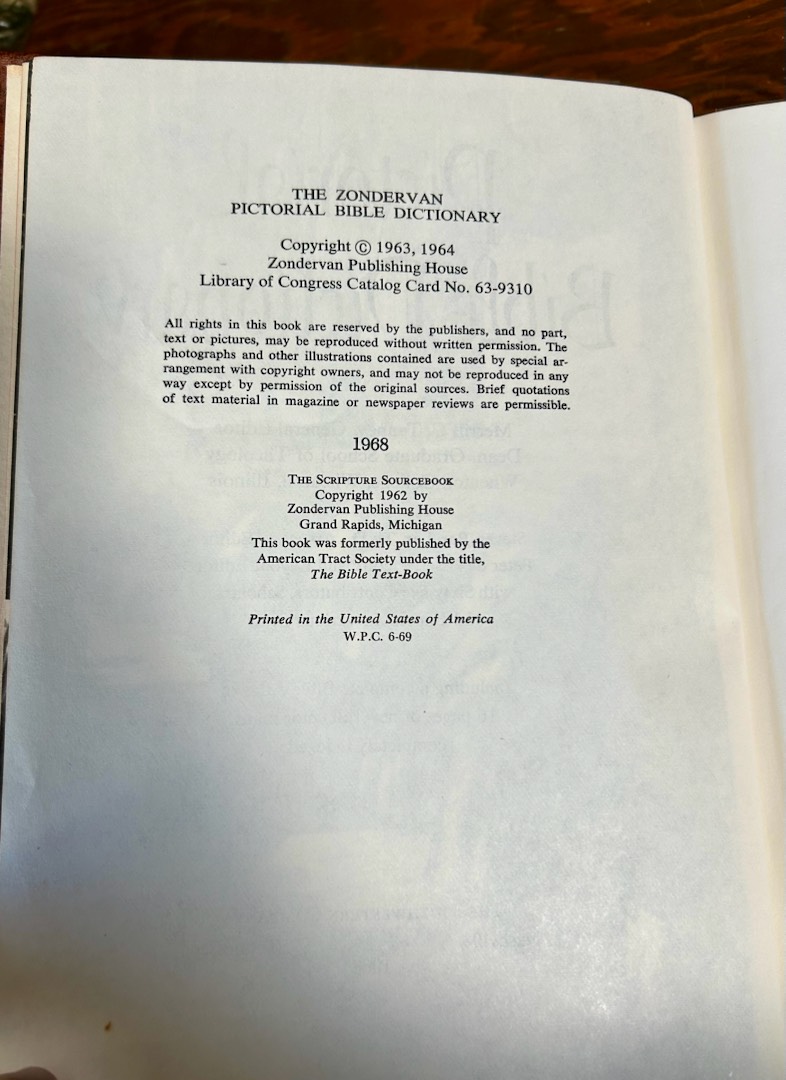 THE ZONDERVAN
PICTORIAL BIBLE DICTIONARY
Copyright © 1963, 1964
Zondervan Publishing House
Library of Congress Catalog Card No. 63-9310
All rights in this book are reserved by the publishers, and no part,
text or pictures, may be reproduced without written permission. The
photographs and other illustrations contained are used by special ar-
rangement with copyright owners, and may not be reproduced in any
way except by permission of the original sources. Brief quotations
of text material in magazine or newspaper reviews are permissible.
1968
THE SCRIPTURE SOURCEBOOK
Copyright 1962 by
Zondervan Publishing House
Grand Rapids, Michigan
This book was formerly published by the
American Tract Society under the title,
The Bible Text-Book
Printed in the United States of America
W.P.C. 6-69